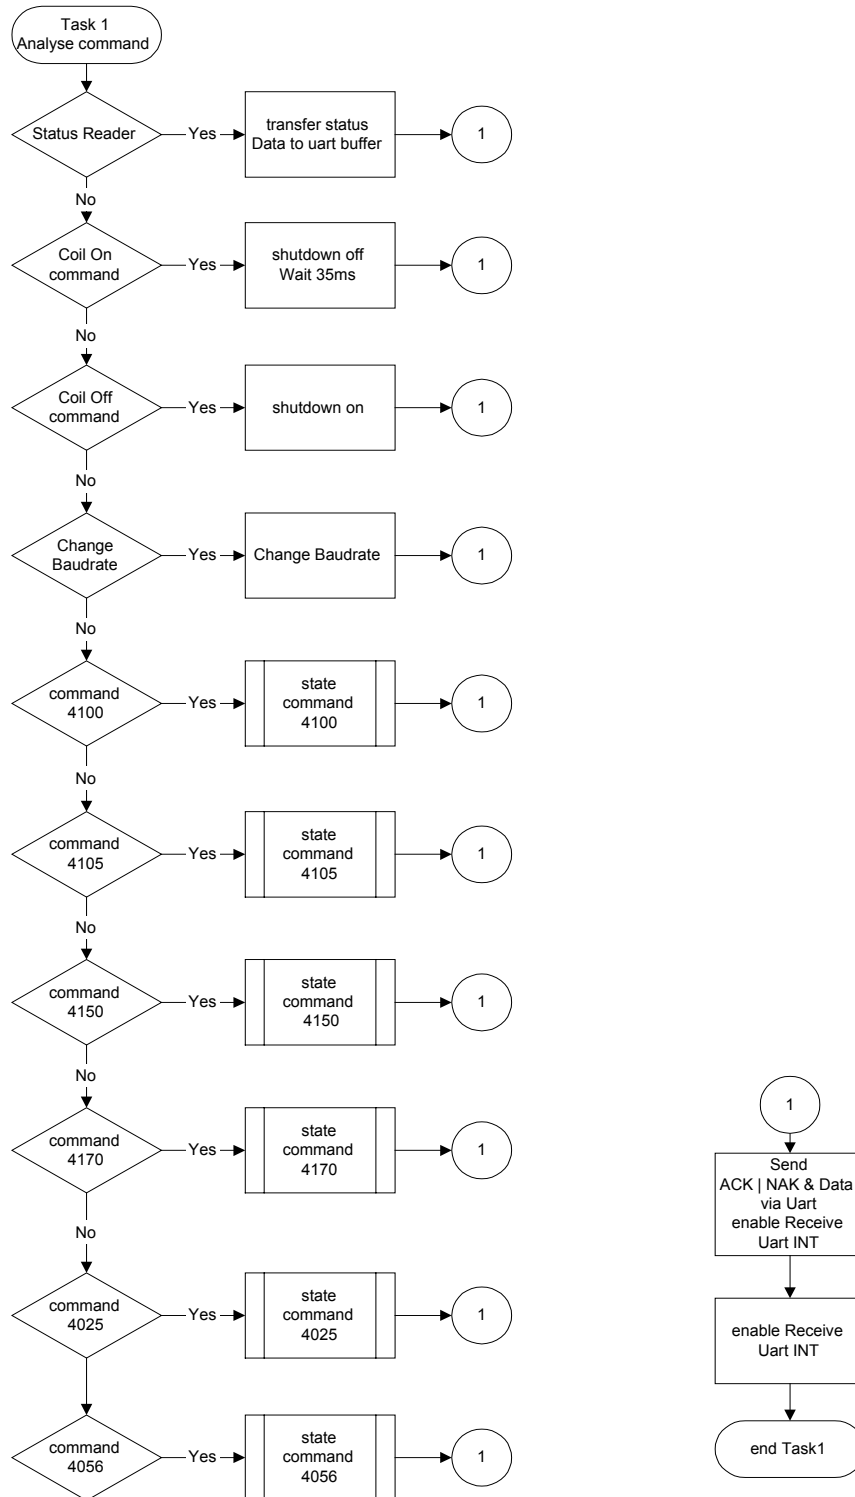 Task 1
Analyse command
Status Reader
Yes
transfer status
Data to uart buffer
1
No
Coil On
command
Yes
shutdown off
Wait 35ms
1
No
Coil Off
command
Yes
shutdown on
1
No
Change
Baudrate
Yes
Change Baudrate
1
No
command
4100
Yes
state
command
4100
1
No
command
4105
Yes
state
command
4105
1
No
command
4150
Yes
state
command
4150
1
No
command
4170
Yes
state
command
4170
1
No
command
4025
Yes
state
command
4025
1
command
4056
Yes
state
command
4056
1
1
Send
ACK | NAK & Data
via Uart
enable Receive
Uart INT
enable Receive
Uart INT
end Task1